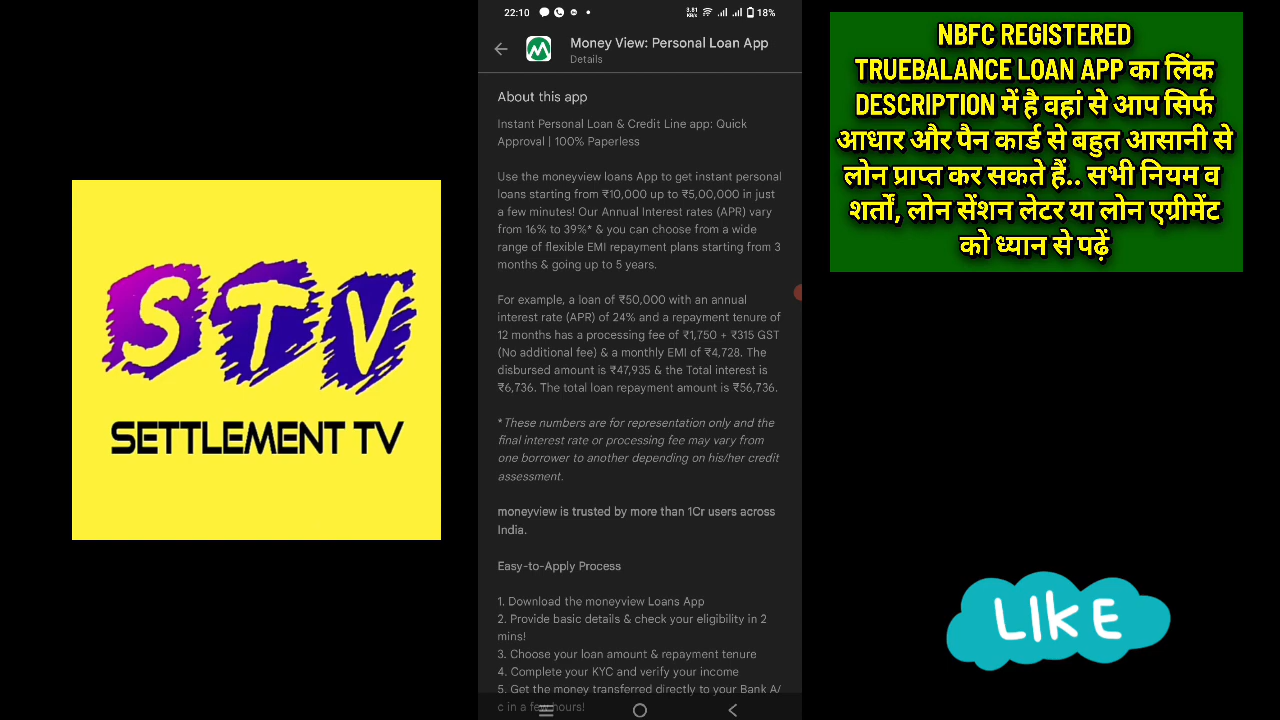 STV
SETTLEMENT TV
22:10
3.81
KB/s
18%
Money View: Personal Loan App
Details
About this app
Instant Personal Loan & Credit Line app: Quick
Approval | 100% Paperless
Use the moneyview loans App to get instant personal
loans starting from ₹10,000 up to ₹5,00,000 in just
a few minutes! Our Annual Interest rates (APR) vary
from 16% to 39%* & you can choose from a wide
range of flexible EMI repayment plans starting from 3
months & going up to 5 years.
For example, a loan of ₹50,000 with an annual
interest rate (APR) of 24% and a repayment tenure of
12 months has a processing fee of ₹1,750 + ₹315 GST
(No additional fee) & a monthly EMI of ₹4,728. The
disbursed amount is ₹47,935 & the Total interest is
₹6,736. The total loan repayment amount is ₹56,736.
*These numbers are for representation only and the
final interest rate or processing fee may vary from
one borrower to another depending on his/her credit
assessment.
moneyview is trusted by more than 1Cr users across
India.
Easy-to-Apply Process
1. Download the moneyview Loans App
2. Provide basic details & check your eligibility in 2
mins!
3. Choose your loan amount & repayment tenure
4. Complete your KYC and verify your income
5. Get the money transferred directly to your Bank A/
c in a few hours!
NBFC REGISTERED
TRUEBALANCE LOAN APP का लिंक
DESCRIPTION में है वहां से आप सिर्फ
आधार और पैन कार्ड से बहुत आसानी से
लोन प्राप्त कर सकते हैं.. सभी नियम व
शर्तों, लोन सेंशन लेटर या लोन एग्रीमेंट
को ध्यान से पढ़ें
LIKE